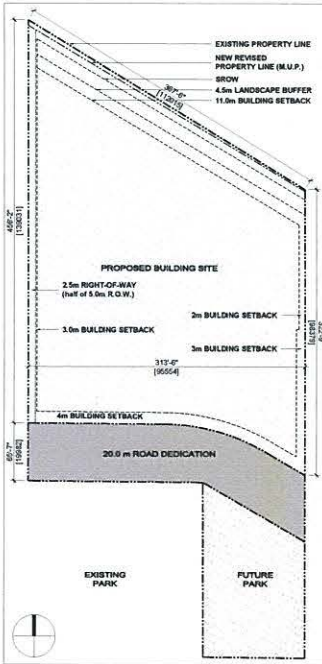 EXISTING PROPERTY LINE
NEW REVISED
PROPERTY LINE (M.U.P.)
SROW
4.5m LANDSCAPE BUFFER
11.0m BUILDING SETBACK
456'-2"
[139031]
PROPOSED BUILDING SITE
2.5m RIGHT-OF-WAY
(half of 5.0m R.O.W.)
2m BUILDING SETBACK
3.0m BUILDING SETBACK
3m BUILDING SETBACK
313'-6"
[95554]
4m BUILDING SETBACK
20.0 m ROAD DEDICATION
65'-7"
[19982]
EXISTING
PARK
FUTURE
PARK